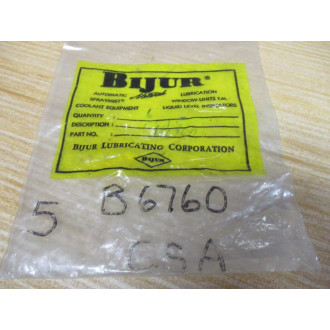 BIJUR®
AUTOMATIC LUBRICATION
SPRAYMIST® WINDOW-UNITS T.M.
COOLANT EQUIPMENT LIQUID LEVEL INDICATORS
QUANTITY:
DESCRIPTION:
PART NO.
BIJUR LUBRICATING CORPORATION
BIJUR
5 B6760
CSA